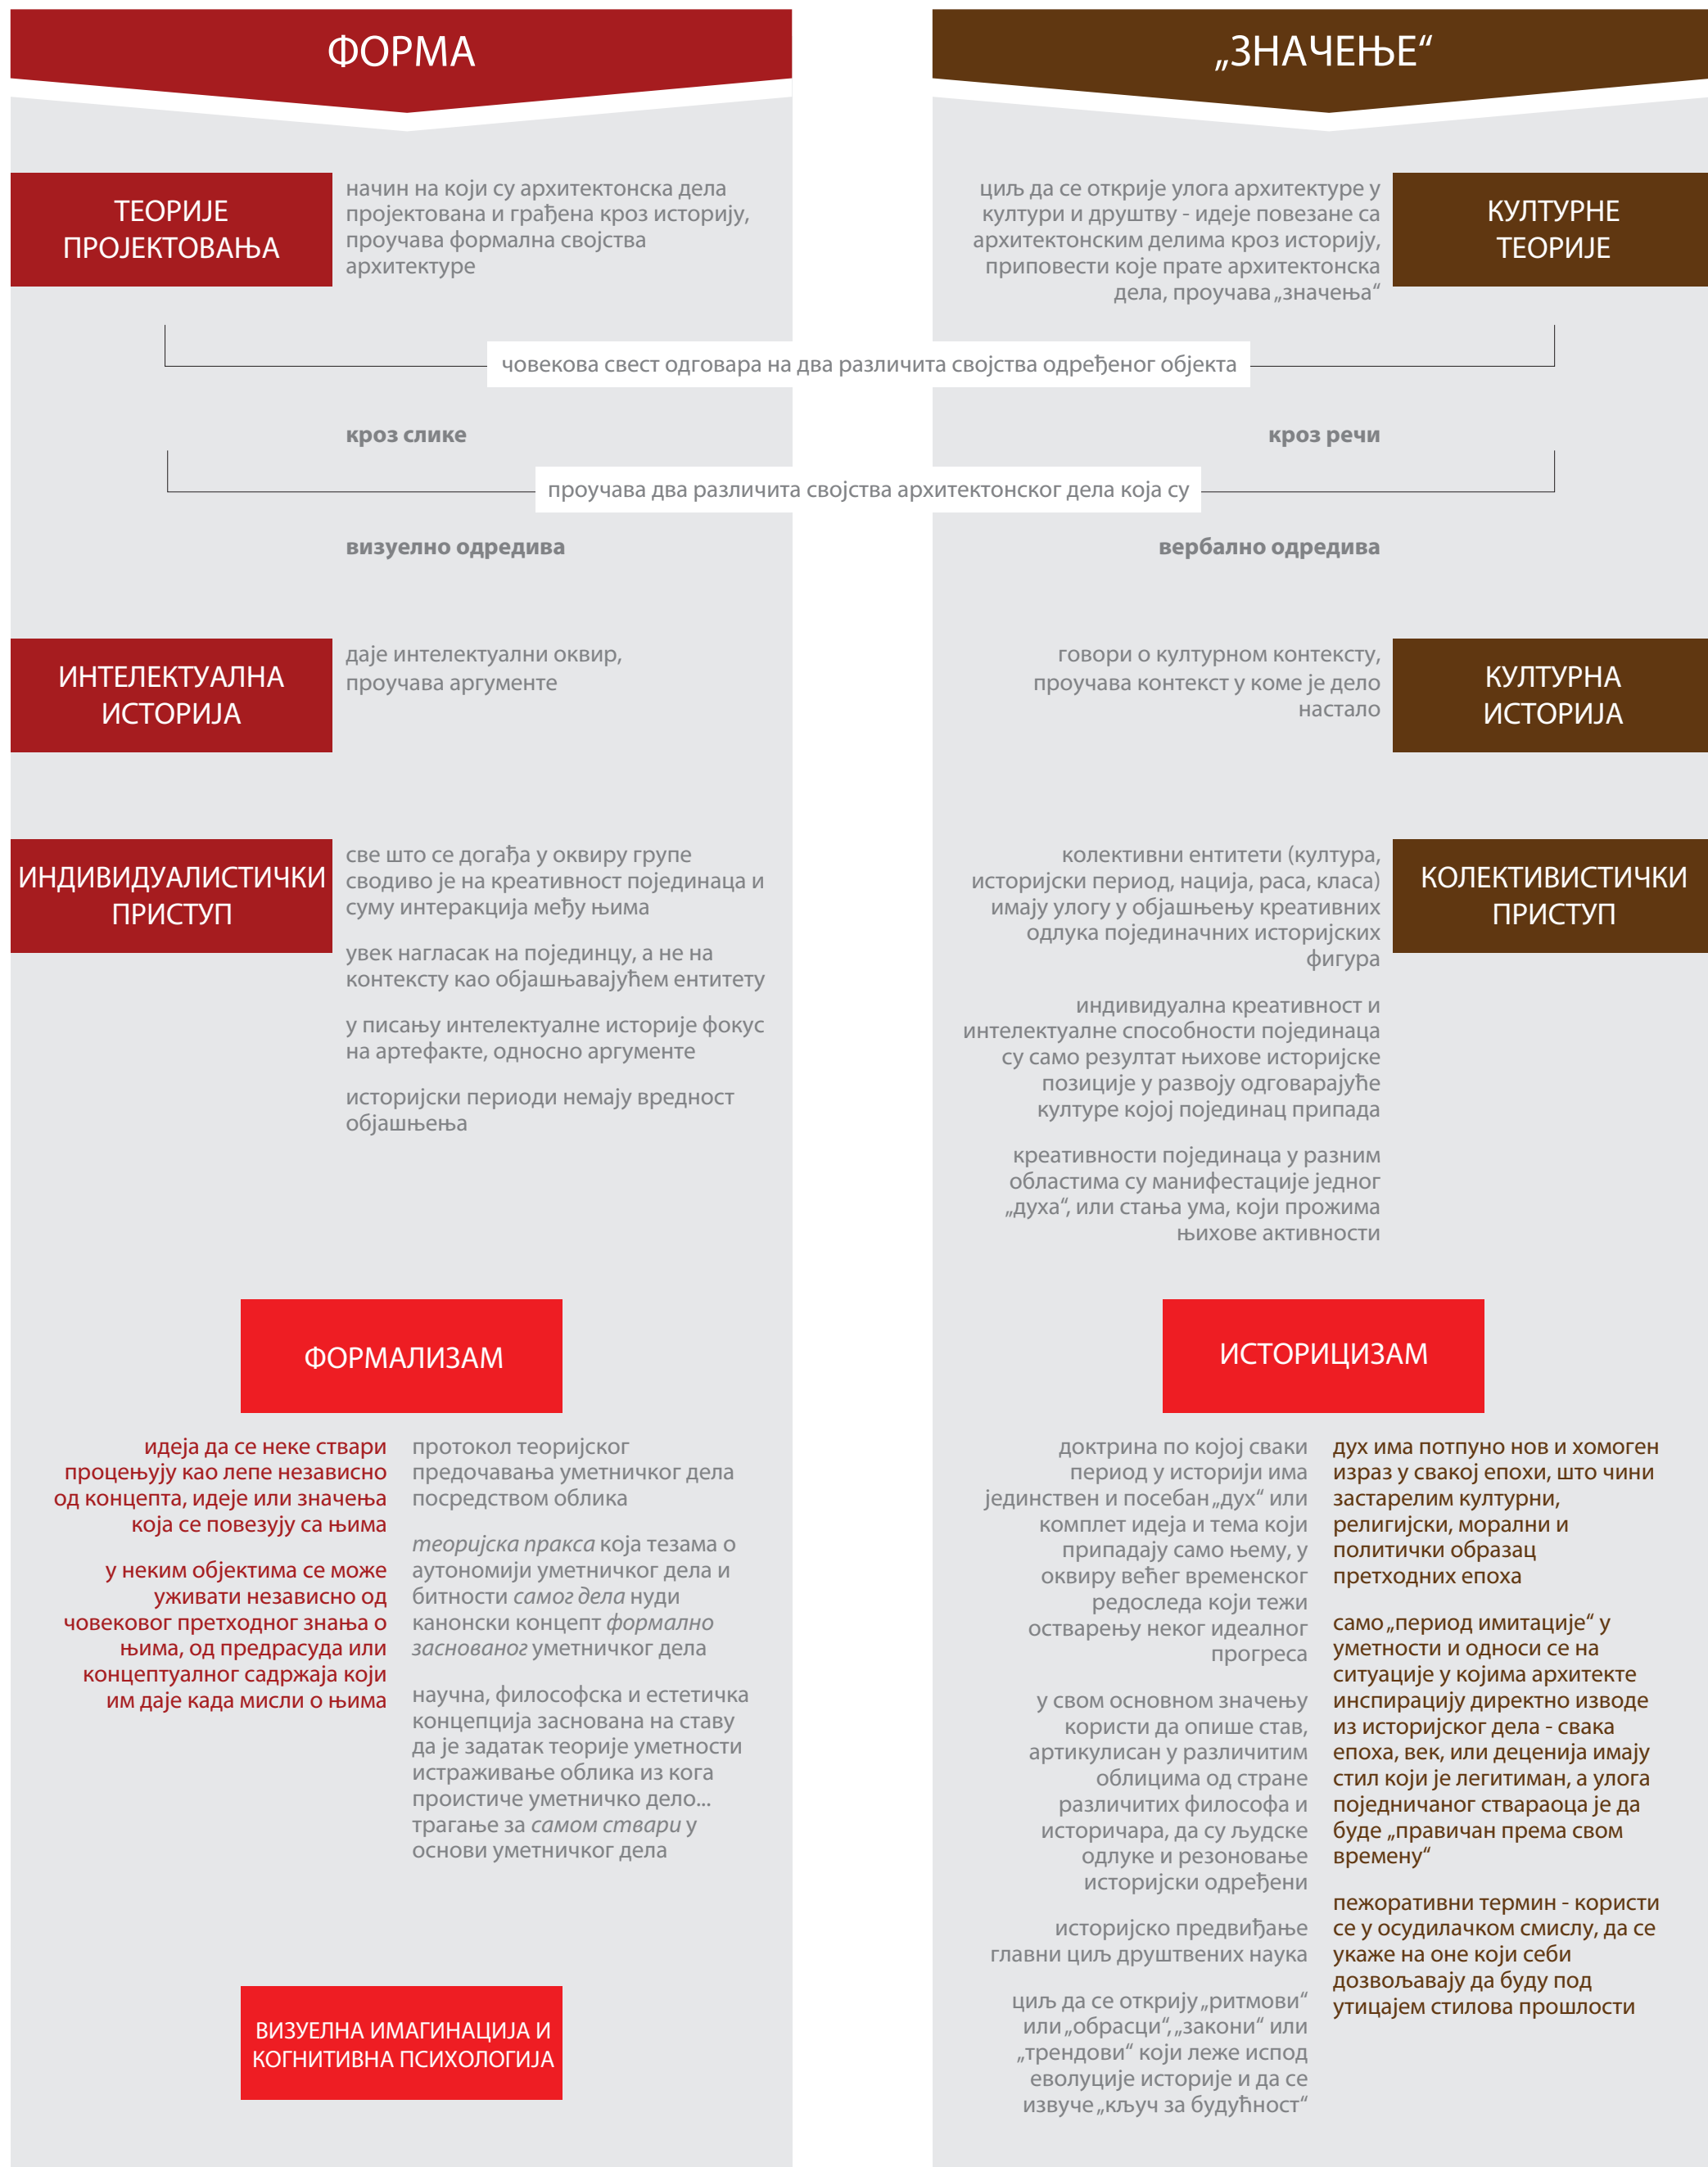 ФОРМА
„ЗНАЧЕЊЕ“
ТЕОРИЈЕ
ПРОЈЕКТОВАЊА
начин на који су архитектонска дела
пројектована и грађена кроз историју,
проучава формална својства
архитектуре
циљ да се открије улога архитектуре у
култури и друштву - идеје повезане са
архитектонским делима кроз историју,
приповести које прате архитектонска
дела, проучава „значења“
КУЛТУРНЕ
ТЕОРИЈЕ
човекова свест одговара на два различита својства одређеног објекта
кроз слике
кроз речи
проучава два различита својства архитектонског дела која су
визуелно одредива
вербално одредива
ИНТЕЛЕКТУАЛНА
ИСТОРИЈА
даје интелектуални оквир,
проучава аргументе
говори о културном контексту,
проучава контекст у коме је дело
настало
КУЛТУРНА
ИСТОРИЈА
ИНДИВИДУАЛИСТИЧКИ
ПРИСТУП
све што се догађа у оквиру групе
сводиво је на креативност појединаца и
суму интеракција међу њима
увек нагласак на појединцу, а не на
контексту као објашњавајућем ентитету
у писању интелектуалне историје фокус
на артефакте, односно аргументе
историјски периоди немају вредност
објашњења
колективни ентитети (култура,
историјски период, нација, раса, класа)
имају улогу у објашњењу креативних
одлука појединачних историјских
фигура
индивидуална креативност и
интелектуалне способности појединаца
су само резултат њихове историјске
позиције у развоју одговарајуће
културе којој појединац припада
креативности појединаца у разним
областима су манифестације једног
„духа“, или стања ума, који прожима
њихове активности
КОЛЕКТИВИСТИЧКИ
ПРИСТУП
ФОРМАЛИЗАМ
идеја да се неке ствари
процењују као лепе независно
од концепта, идеје или значења
која се повезују са њима
у неким објектима се може
уживати независно од
човековог претходног знања о
њима, од предрасуда или
концептуалног садржаја који
им даје када мисли о њима
протокол теоријског
предочавања уметничког дела
посредством облика
теоријска пракса која тезама о
аутономији уметничког дела и
битности самог дела нуди
канонски концепт формално
заснованог уметничког дела
научна, философска и естетичка
концепција заснована на ставу
да је задатак теорије уметности
истраживање облика из кога
проистиче уметничко дело...
трагање за самом ствари у
основи уметничког дела
ВИЗУЕЛНА ИМАГИНАЦИЈА И
КОГНИТИВНА ПСИХОЛОГИЈА
ИСТОРИЦИЗАМ
доктрина по којој сваки
период у историји има
јединствен и посебан „дух“ или
комплет идеја и тема који
припадају само њему, у
оквиру већег временског
редоследа који тежи
остварењу неког идеалног
прогреса
у свом основном значењу
користи да опише став,
артикулисан у различитим
облицима од стране
различитих философа и
историчара, да су људске
одлуке и резоновање
историјски одређени
историјско предвиђање
главни циљ друштвених наука
циљ да се открију „ритмови“
или „обрасци“, „закони“ или
„трендови“ који леже испод
еволуције историје и да се
извуче „кључ за будућност“
дух има потпуно нов и хомоген
израз у свакој епохи, што чини
застарелим културни,
религијски, морални и
политички образац
претходних епоха
само „период имитације“ у
уметности и односи се на
ситуације у којима архитекте
инспирацију директно изводе
из историјског дела - свака
епоха, век, или деценија имају
стил који је легитиман, а улога
поједничаног ствараоца је да
буде „правичан према свом
времену“
пежоративни термин - користи
се у осудилачком смислу, да се
укаже на оне који себи
дозвољавају да буду под
утицајем стилова прошлости